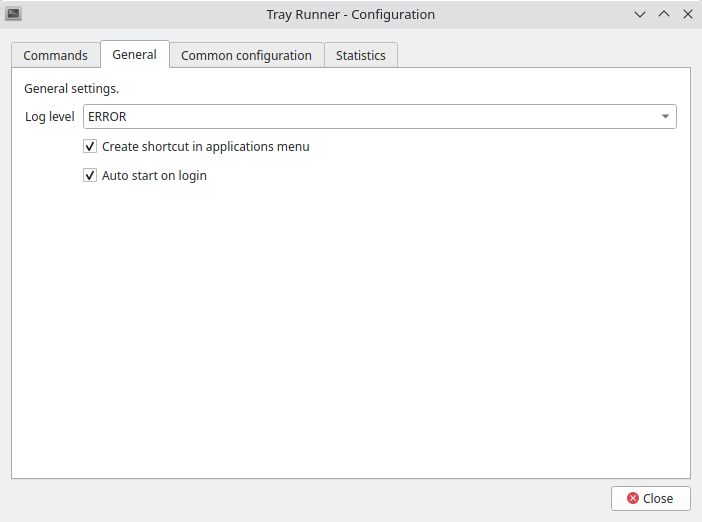 Tray Runner - Configuration
Commands General Common configuration Statistics
General settings.
Log level ERROR
Create shortcut in applications menu
Auto start on login
Close